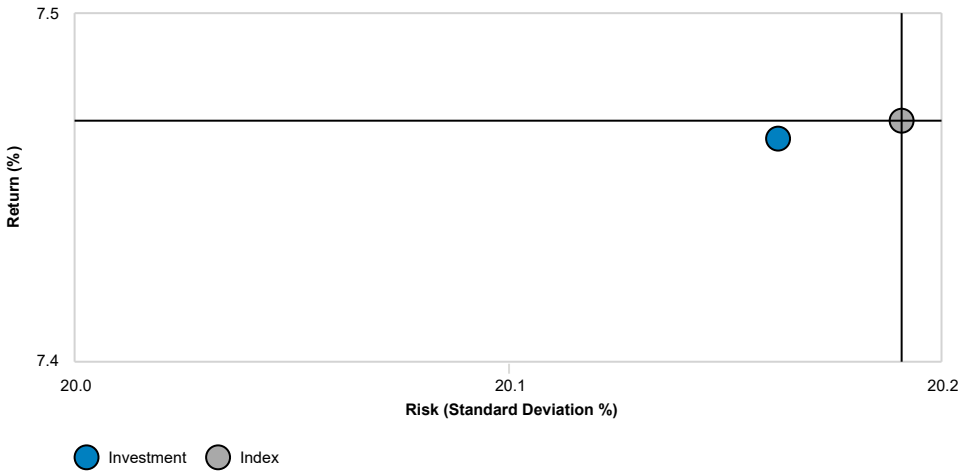 7.5
Return (%)
7.4
20.0
20.1
20.2
Risk (Standard Deviation %)
Investment
Index